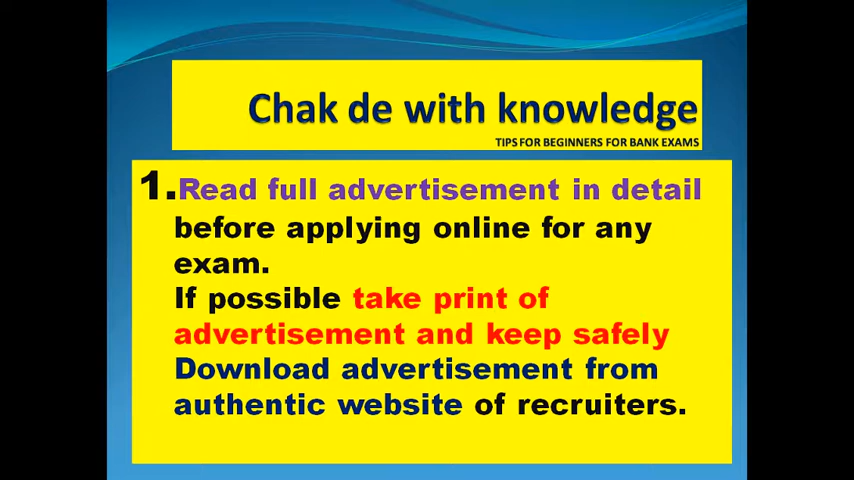 Chak de with knowledge
TIPS FOR BEGINNERS FOR BANK EXAMS
1.Read full advertisement in detail
before applying online for any
exam.
If possible take print of
advertisement and keep safely
Download advertisement from
authentic website of recruiters.